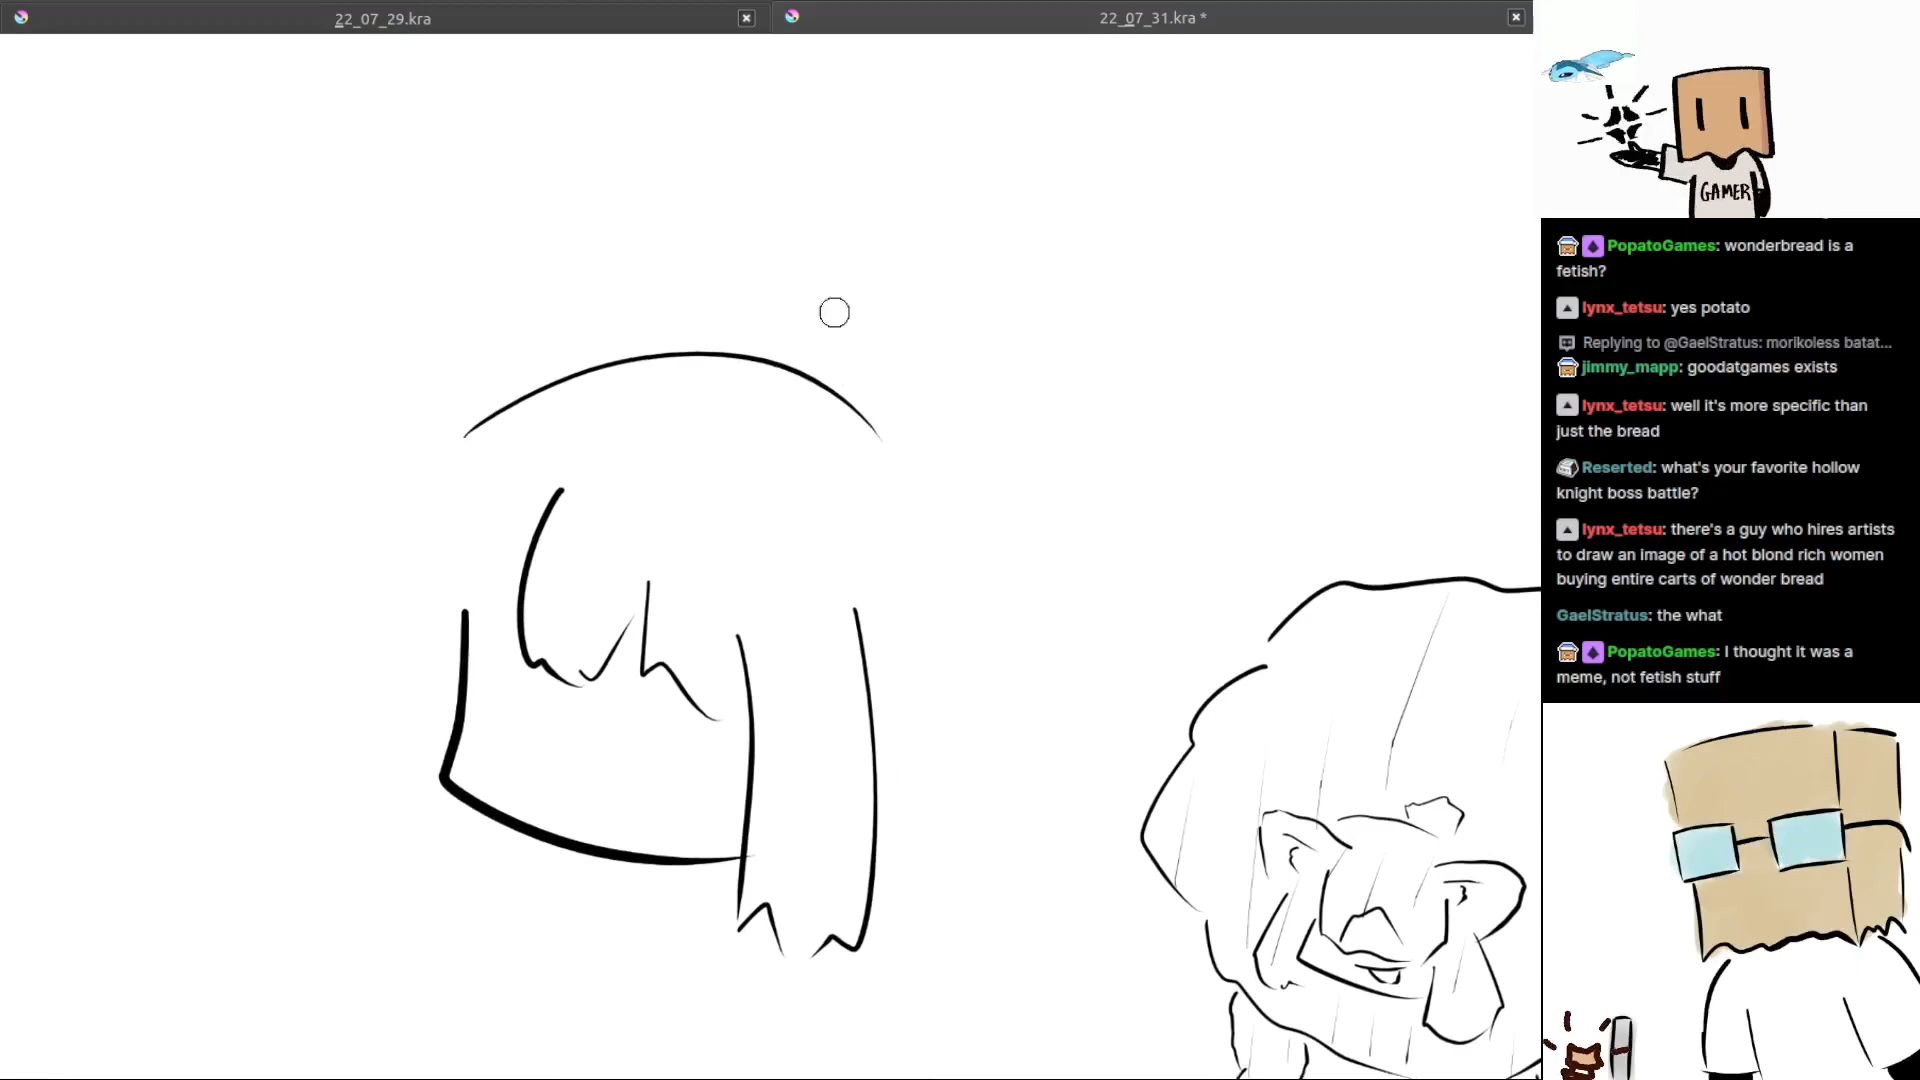 22_07_29.kra
22_07_31.kra *
GAMER
PopatoGames: wonderbread is a
fetish?
lynx_tetsu: yes potato
Replying to @GaelStratus: morikoless batat...
jimmy_mapp: goodatgames exists
lynx_tetsu: well it's more specific than
just the bread
Reserted: what's your favorite hollow
knight boss battle?
lynx_tetsu: there's a guy who hires artists
to draw an image of a hot blond rich women
buying entire carts of wonder bread
GaelStratus: the what
PopatoGames: I thought it was a
meme, not fetish stuff